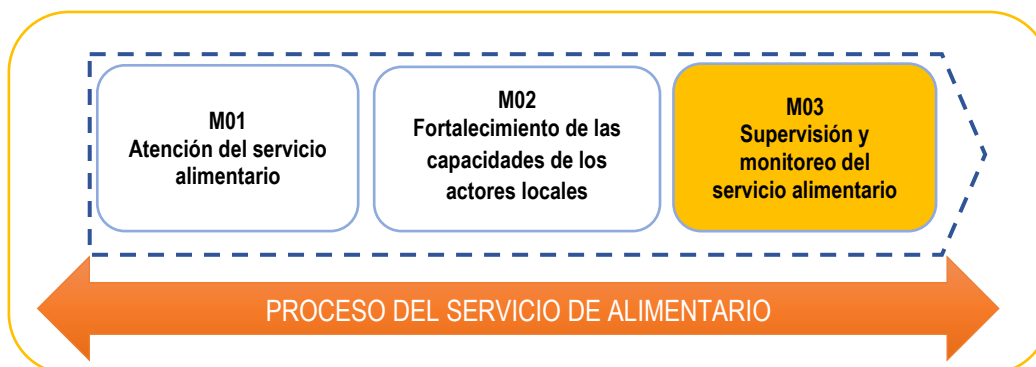 M01
Atención del servicio
alimentario
M02
Fortalecimiento de las
capacidades de los
actores locales
M03
Supervisión y
monitoreo del
servicio alimentario
PROCESO DEL SERVICIO DE ALIMENTARIO